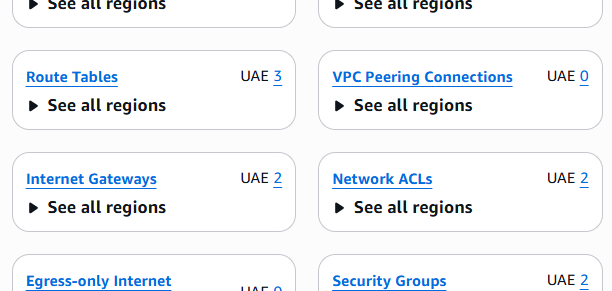 See all regions
See all regions
Route Tables UAE 3
See all regions
VPC Peering Connections UAE 0
See all regions
Internet Gateways UAE 2
See all regions
Network ACLs UAE 2
See all regions
Egress-only Internet
UAE 0
Security Groups UAE 2